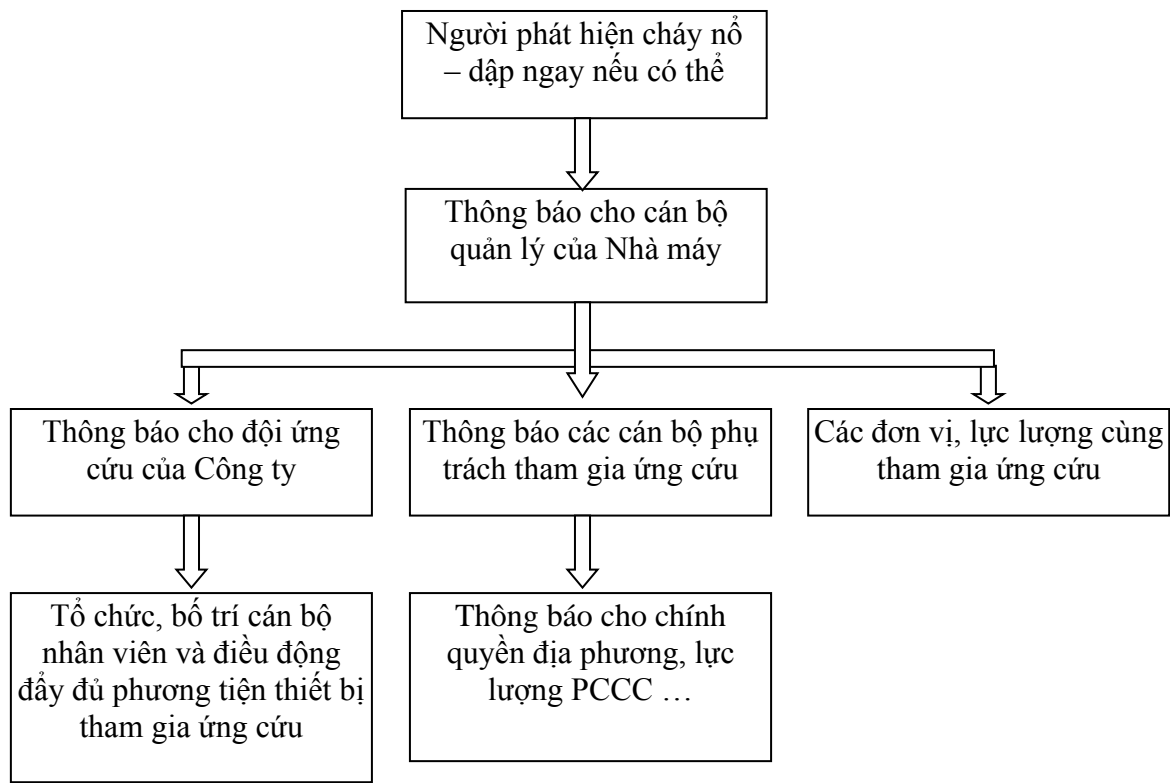 Người phát hiện cháy nổ
– dập ngay nếu có thể
Thông báo cho cán bộ
quản lý của Nhà máy
Thông báo cho đội ứng
cứu của Công ty
Thông báo các cán bộ phụ
trách tham gia ứng cứu
Các đơn vị, lực lượng cùng
tham gia ứng cứu
Tổ chức, bố trí cán bộ
nhân viên và điều động
đẩy đủ phương tiện thiết bị
tham gia ứng cứu
Thông báo cho chính
quyền địa phương, lực
lượng PCCC …